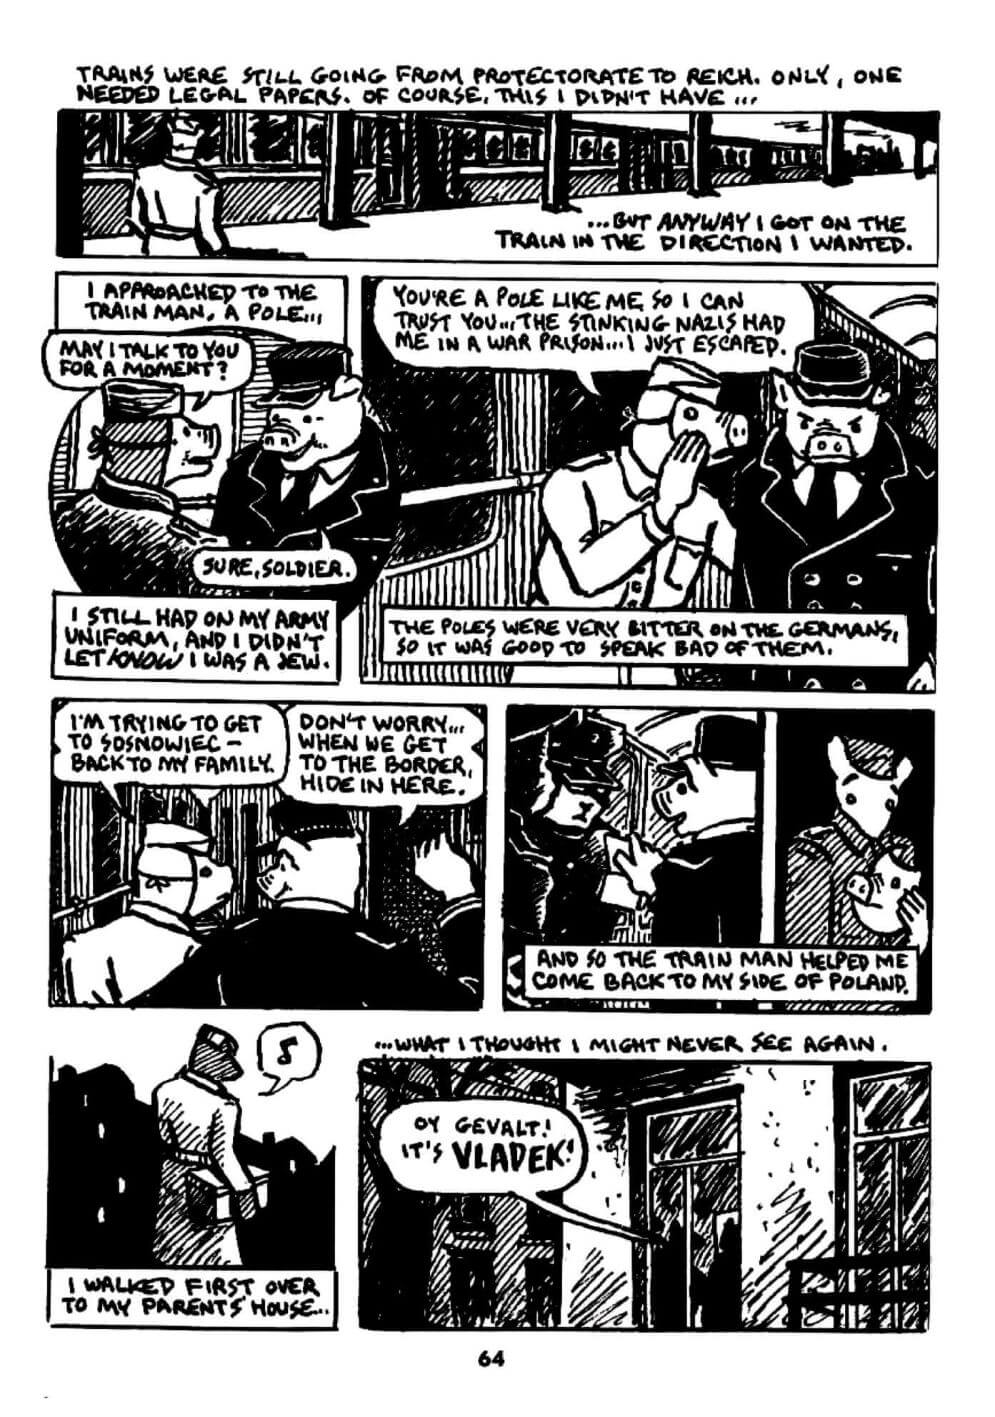 TRAINS WERE STILL GOING FROM PROTECTORATE TO REICH. ONLY, ONE
NEEDED LEGAL PAPERS. OF COURSE, THIS I DIDN'T HAVE ...
...BUT ANYWAY I GOT ON THE
TRAIN IN THE DIRECTION I WANTED.
I APPROACHED TO THE
TRAIN MAN, A POLE...
MAY I TALK TO YOU
FOR A MOMENT?
SURE, SOLDIER.
I STILL HAD ON MY ARMY
UNIFORM, AND I DIDN'T
LET KNOW I WAS A JEW.
YOU'RE A POLE LIKE ME, SO I CAN
TRUST YOU... THE STINKING NAZIS HAD
ME IN A WAR PRISON... I JUST ESCAPED.
THE POLES WERE VERY BITTER ON THE GERMANS,
SO IT WAS GOOD TO SPEAK BAD OF THEM.
I'M TRYING TO GET
TO SOSNOWIEC –
BACK TO MY FAMILY.
DON'T WORRY...
WHEN WE GET
TO THE BORDER,
HIDE IN HERE.
AND SO THE TRAIN MAN HELPED ME
COME BACK TO MY SIDE OF POLAND.
I WALKED FIRST OVER
TO MY PARENTS' HOUSE...
...WHAT I THOUGHT I MIGHT NEVER SEE AGAIN.
OY GEVALT!
IT'S VLADEK!
64